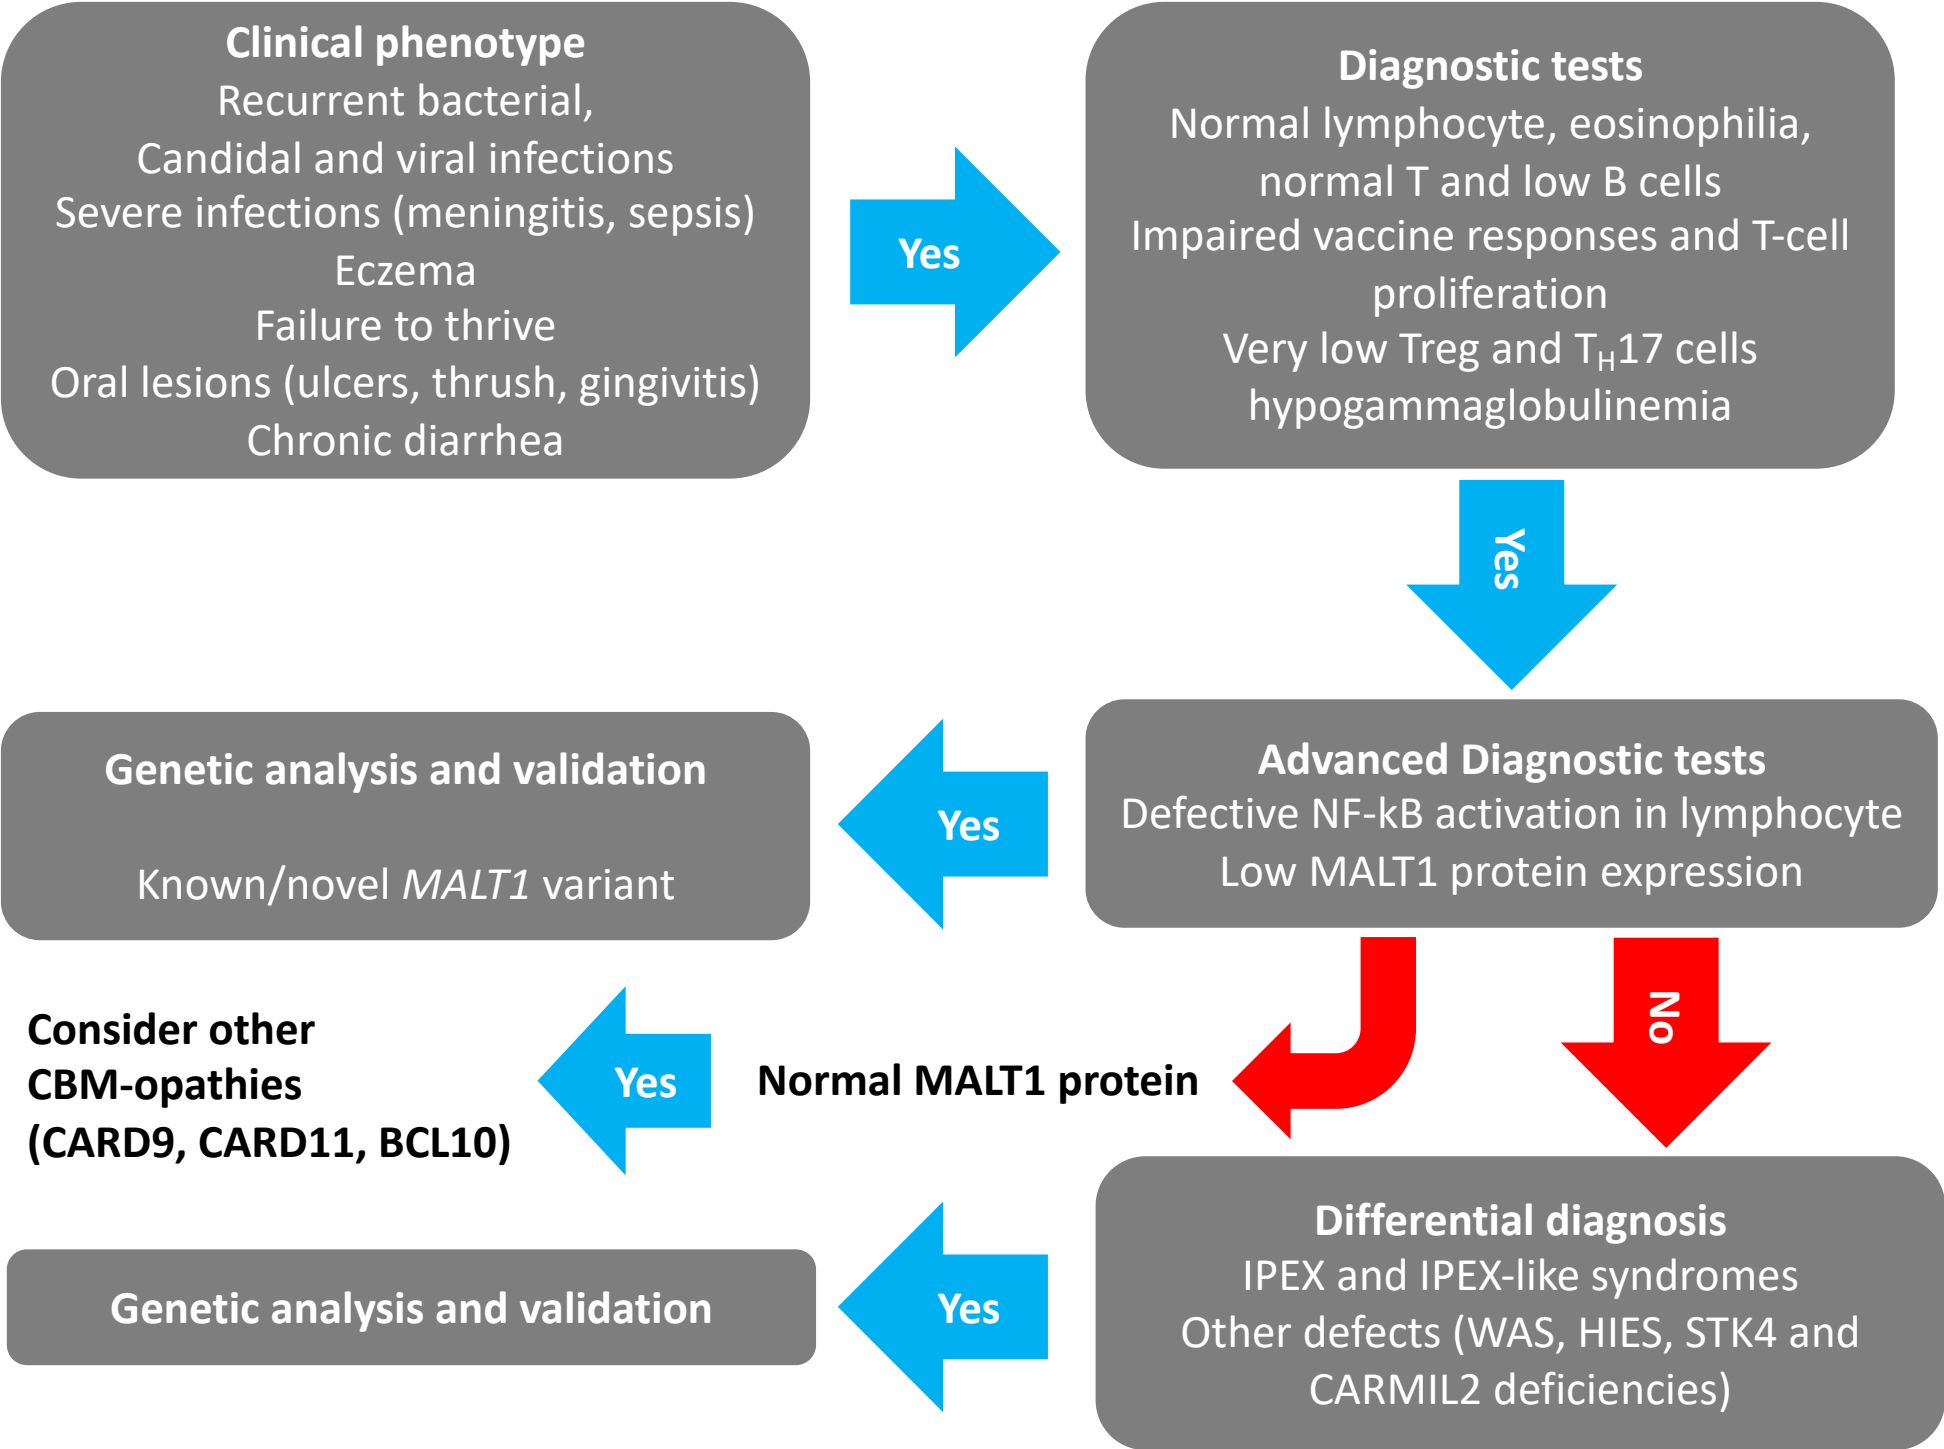 Clinical phenotype
Recurrent bacterial,
Candidal and viral infections
Severe infections (meningitis, sepsis)
Eczema
Failure to thrive
Oral lesions (ulcers, thrush, gingivitis)
Chronic diarrhea
Yes
Diagnostic tests
Normal lymphocyte, eosinophilia,
normal T and low B cells
Impaired vaccine responses and T-cell
proliferation
Very low Treg and TH17 cells
hypogammaglobulinemia
Yes
Advanced Diagnostic tests
Defective NF-kB activation in lymphocyte
Low MALT1 protein expression
Yes
Genetic analysis and validation
Known/novel MALT1 variant
No
Normal MALT1 protein
Yes
Consider other
CBM-opathies
(CARD9, CARD11, BCL10)
Differential diagnosis
IPEX and IPEX-like syndromes
Other defects (WAS, HIES, STK4 and
CARMIL2 deficiencies)
Yes
Genetic analysis and validation